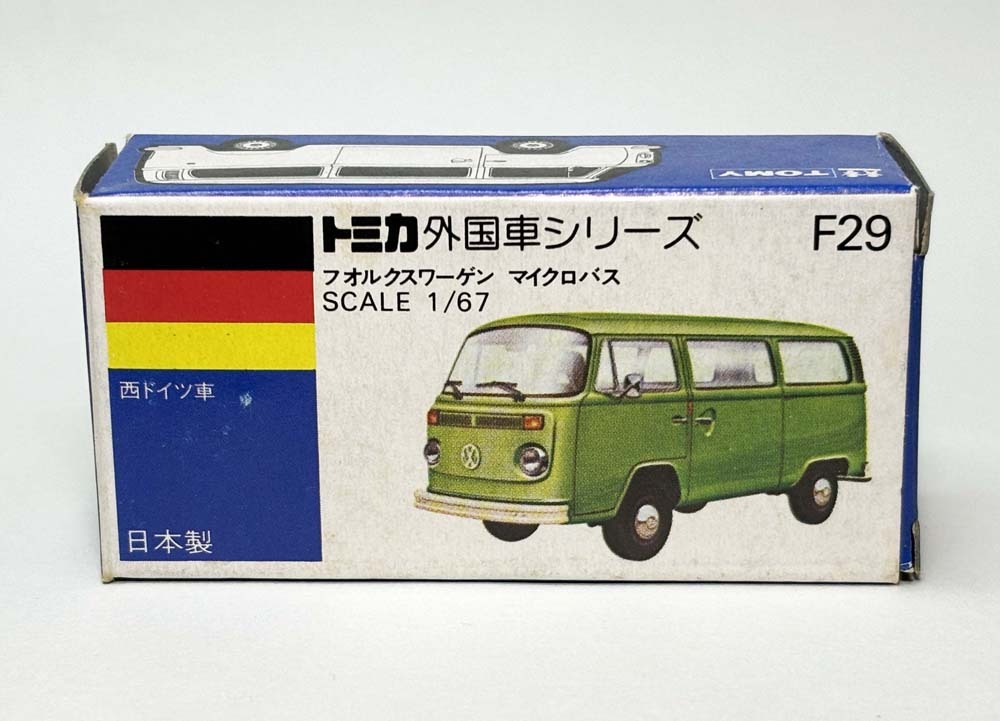 TOMY
トミカ 外国車シリーズ F29
フオルクスワーゲン マイクロバス
SCALE 1/67
西ドイツ車
日本製